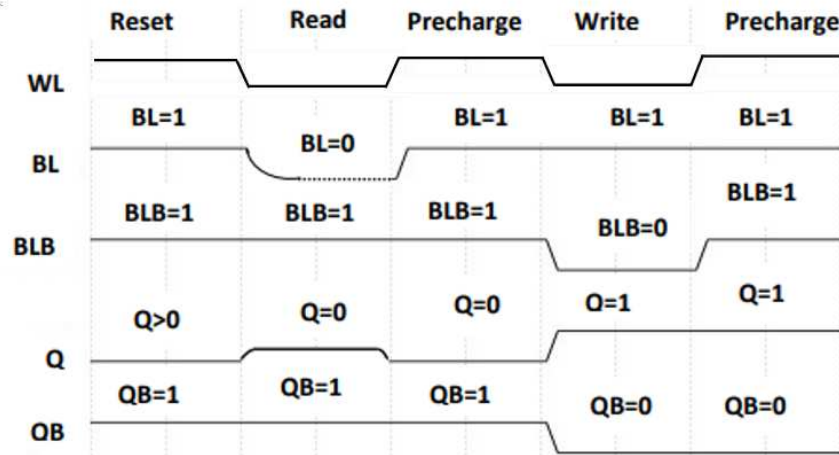 Reset Read Precharge Write Precharge
WL
BL=1 BL=0 BL=1 BL=1 BL=1
BL
BLB=1 BLB=1 BLB=1 BLB=0 BLB=1
BLB
Q>0 Q=0 Q=0 Q=1 Q=1
Q
QB=1 QB=1 QB=1 QB=0 QB=0
QB